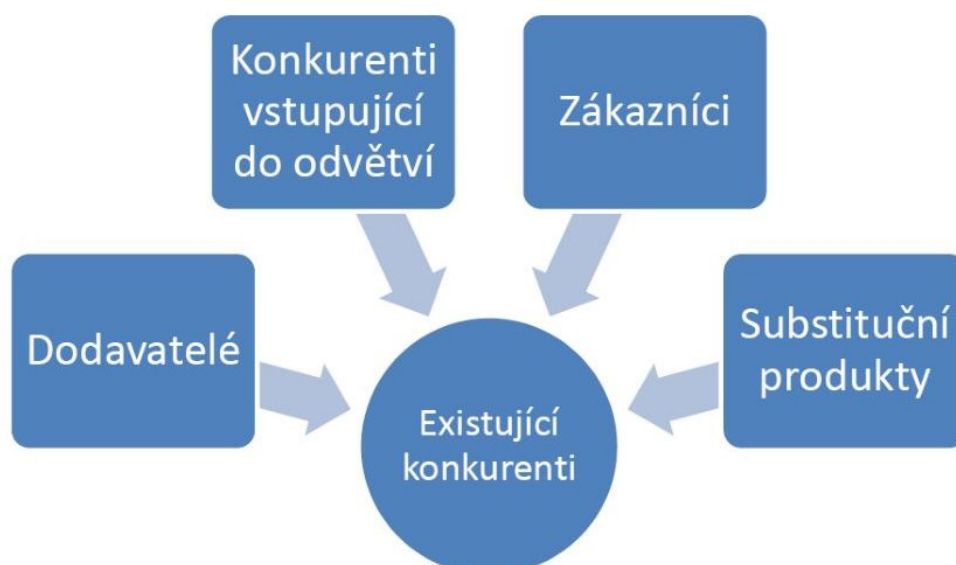 Konkurenti
vstupující
do odvětví
Zákazníci
Dodavatelé
Substituční
produkty
Existující
konkurenti